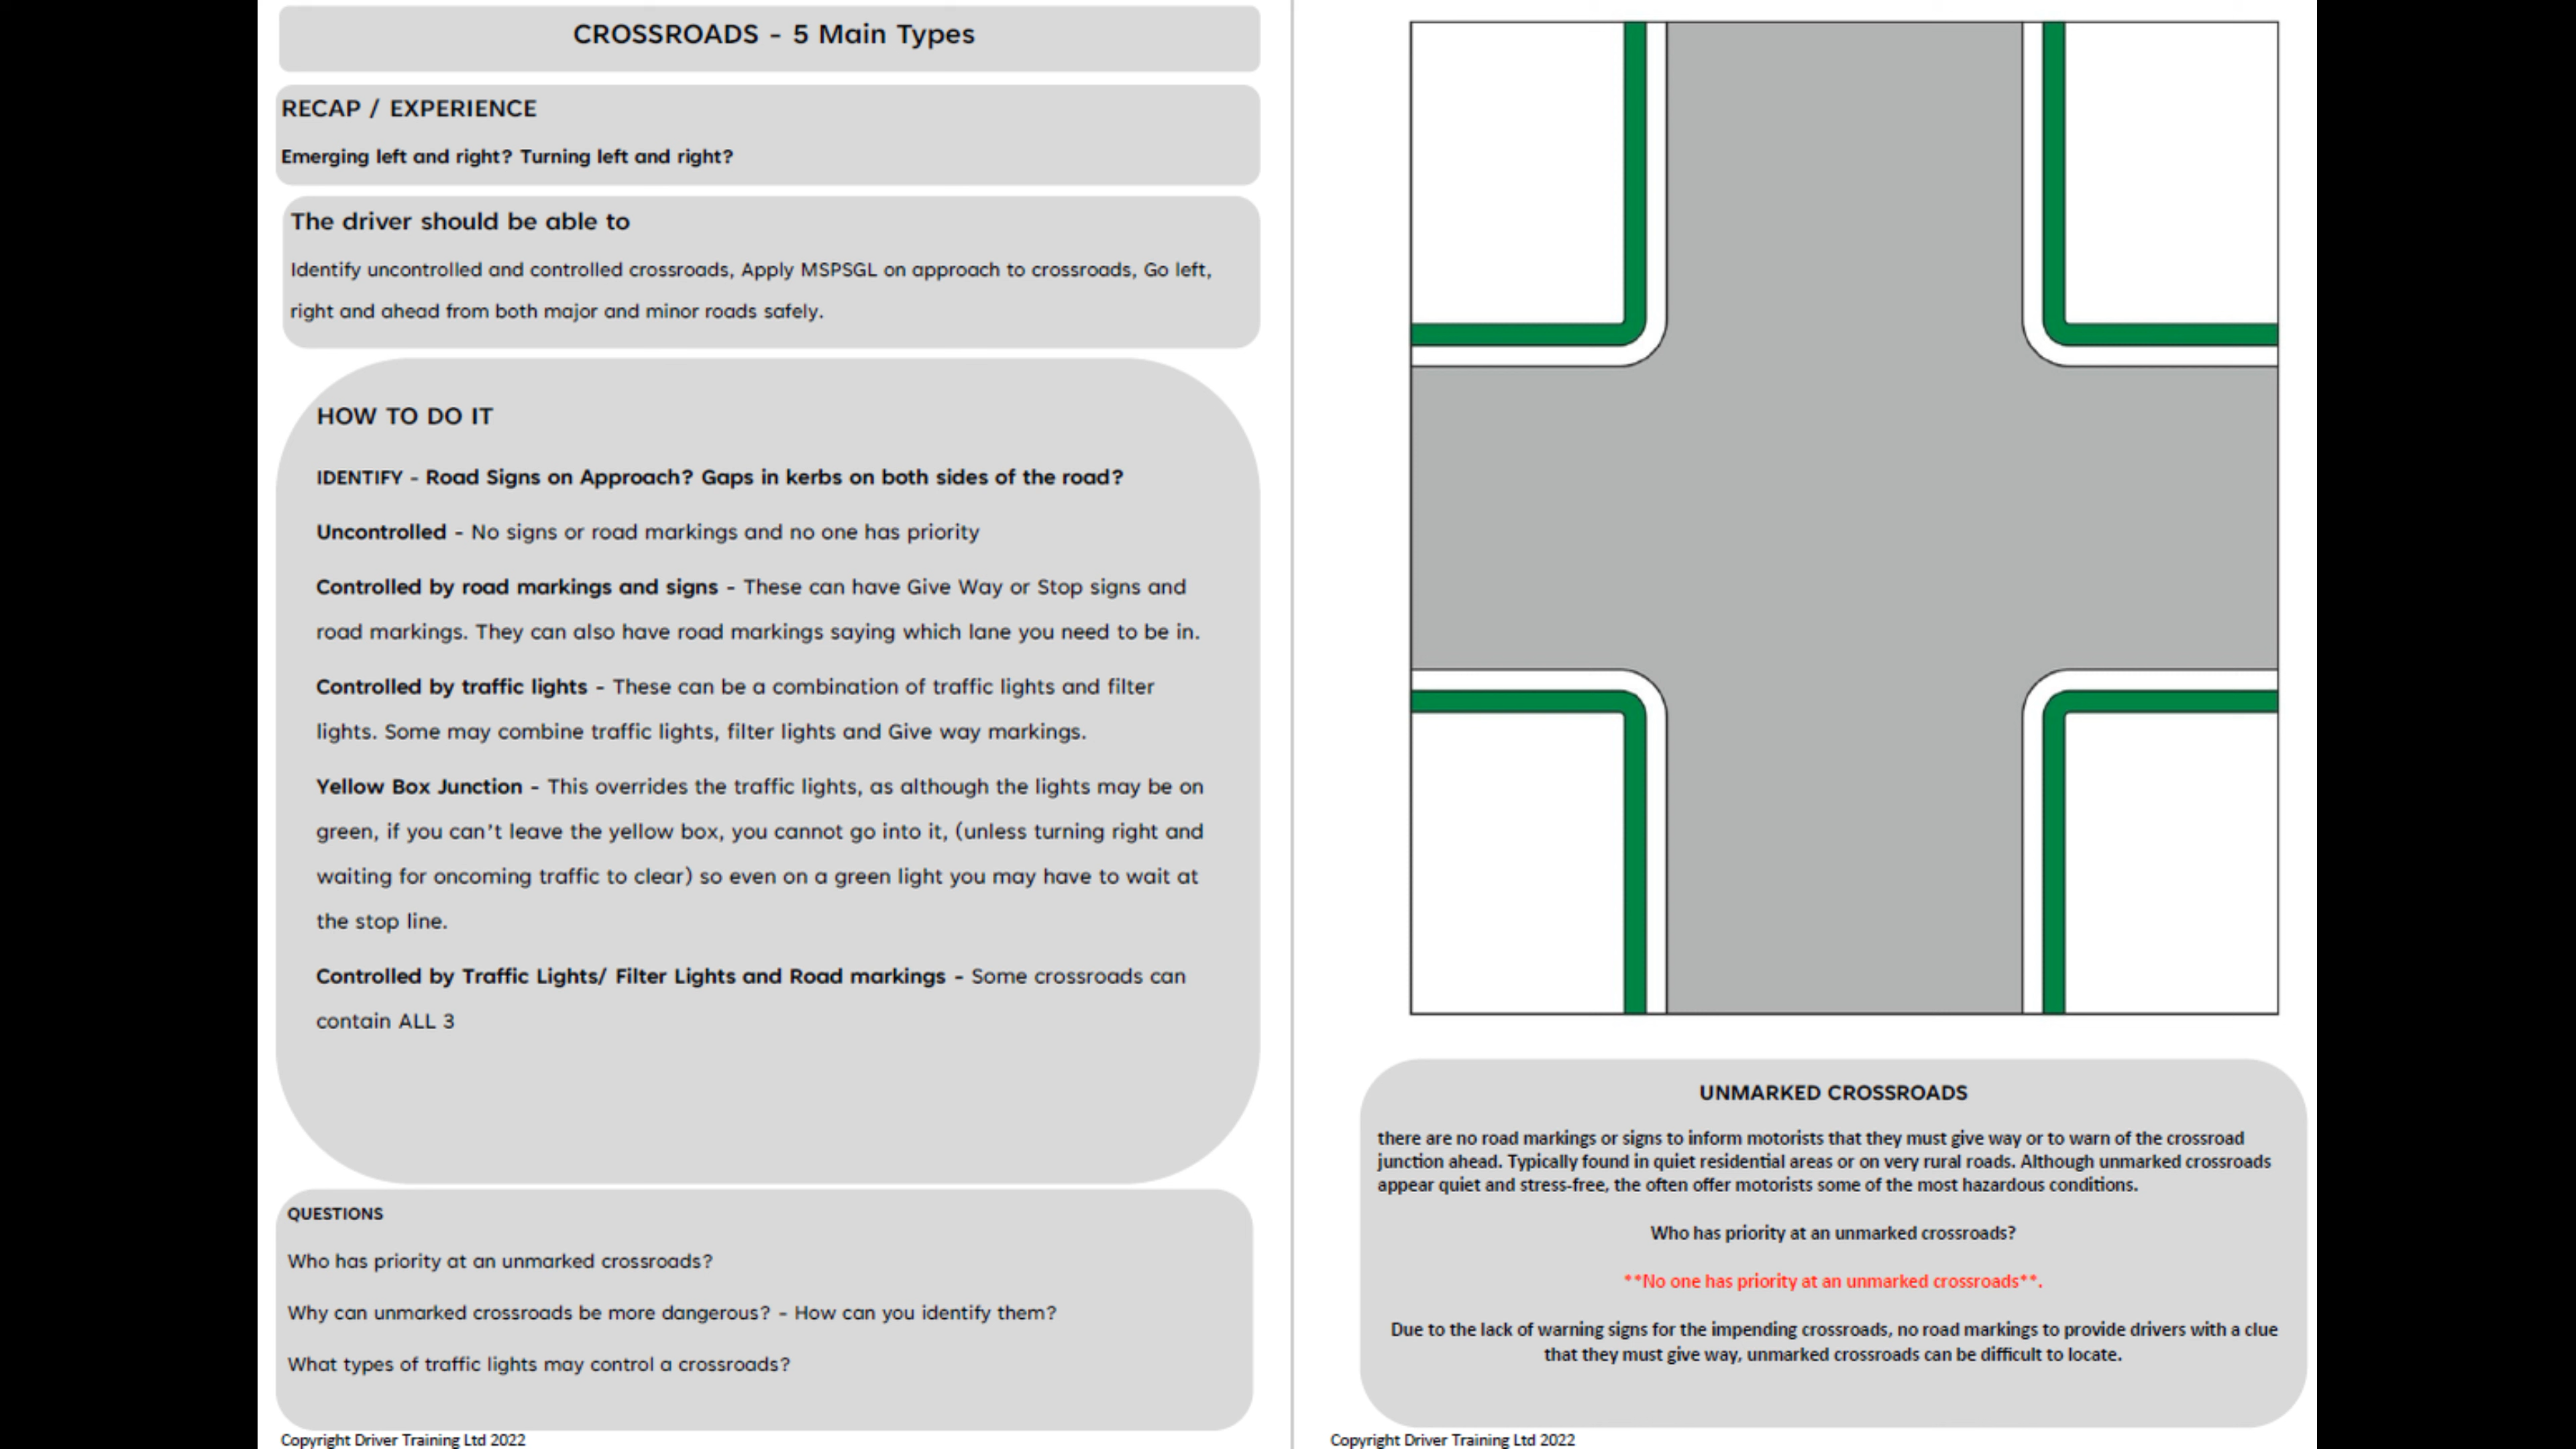 CROSSROADS - 5 Main Types
RECAP / EXPERIENCE
Emerging left and right? Turning left and right?
The driver should be able to
Identify uncontrolled and controlled crossroads, Apply MSPSGL on approach to crossroads, Go left,
right and ahead from both major and minor roads safely.
HOW TO DO IT
IDENTIFY - Road Signs on Approach? Gaps in kerbs on both sides of the road?
Uncontrolled - No signs or road markings and no one has priority
Controlled by road markings and signs - These can have Give Way or Stop signs and
road markings. They can also have road markings saying which lane you need to be in.
Controlled by traffic lights - These can be a combination of traffic lights and filter
lights. Some may combine traffic lights, filter lights and Give way markings.
Yellow Box Junction - This overrides the traffic lights, as although the lights may be on
green, if you can't leave the yellow box, you cannot go into it, (unless turning right and
waiting for oncoming traffic to clear) so even on a green light you may have to wait at
the stop line.
Controlled by Traffic Lights/ Filter Lights and Road markings - Some crossroads can
contain ALL 3
QUESTIONS
Who has priority at an unmarked crossroads?
Why can unmarked crossroads be more dangerous? - How can you identify them?
What types of traffic lights may control a crossroads?
Copyright Driver Training Ltd 2022
UNMARKED CROSSROADS
there are no road markings or signs to inform motorists that they must give way or to warn of the crossroad
junction ahead. Typically found in quiet residential areas or on very rural roads. Although unmarked crossroads
appear quiet and stress-free, the often offer motorists some of the most hazardous conditions.
Who has priority at an unmarked crossroads?
**No one has priority at an unmarked crossroads**.
Due to the lack of warning signs for the impending crossroads, no road markings to provide drivers with a clue
that they must give way, unmarked crossroads can be difficult to locate.
Copyright Driver Training Ltd 2022